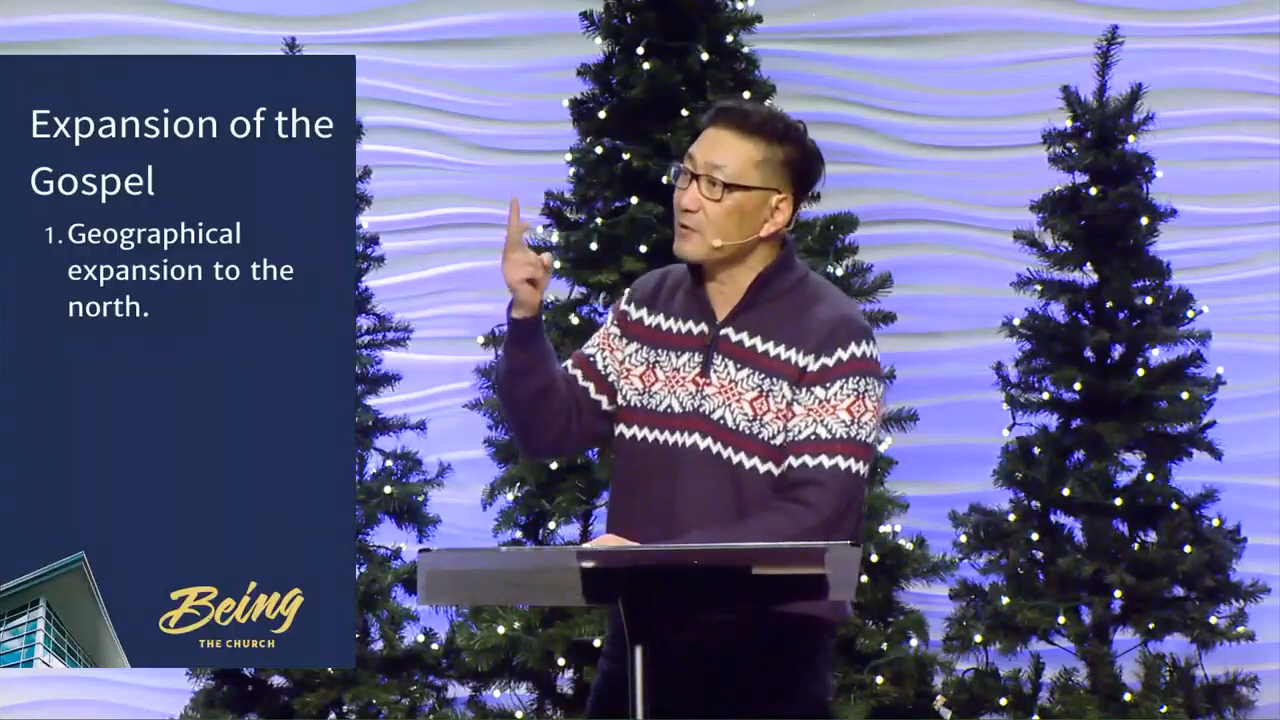 Expansion of the
Gospel
1. Geographical
expansion to the
north.
Being
THE CHURCH